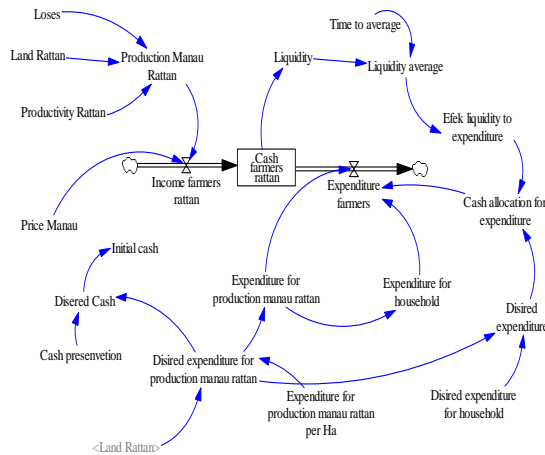 Loses
Time to average
Land Rattan
Production Manau
Rattan
Liquidity
Liquidity average
Productivity Rattan
Efek liquidity to
expenditure
Cash
farmers
rattan
Income farmers
rattan
Expenditure
farmers
Cash allocation for
expenditure
Price Manau
Initial cash
Disered Cash
Expenditure for
production manau rattan
Expenditure for
household
Disired
expenditure
Cash presenvetion
Disired expenditure for
production manau rattan
Expenditure for
production manau rattan
per Ha
Disired expenditure
for household
<Land Rattan>